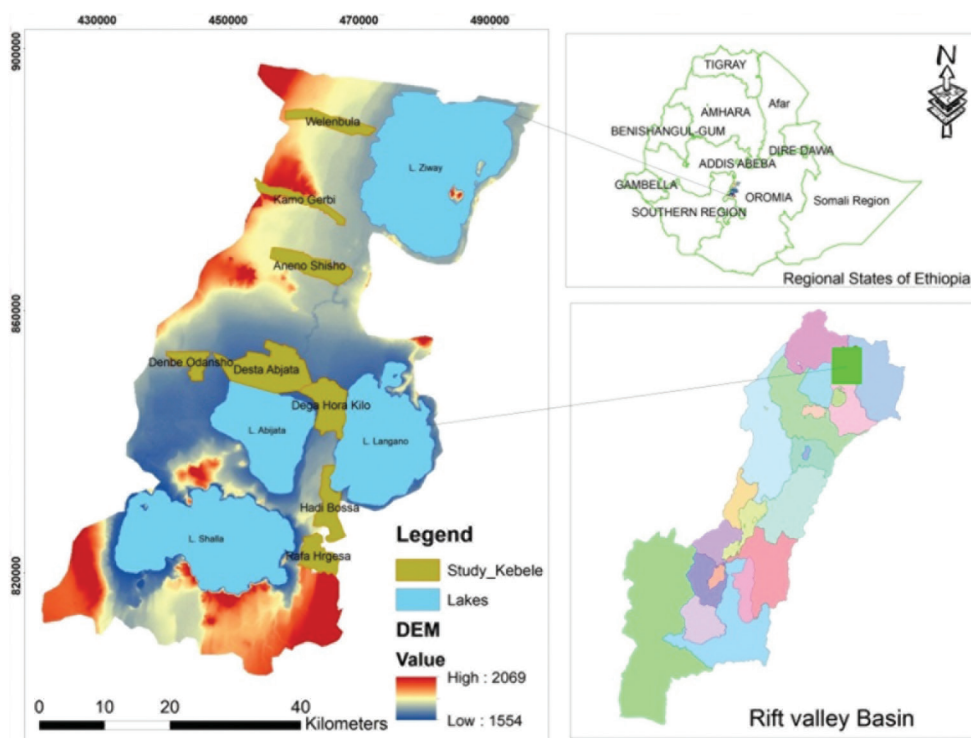 430000 450000 470000 490000
900000
860000
820000
Welenbula
L. Ziway
Kamo Gerbi
Aneno Shisho
Denbe Odansho
Desta Abjata
Dega Hora Kilo
L. Abijata
L. Langano
Hadi Bossa
L. Shalla
Rafa Hrgesa
Legend
Study_Kebele
Lakes
DEM
Value
High : 2069
Low : 1554
0 10 20 40
Kilometers
N
TIGRAY
Afar
AMHARA
BENISHANGUL-GUM
DIRE DAWA
ADDIS ABEBA
GAMBELLA
OROMIA
SOUTHERN REGION
Somali Region
Regional States of Ethiopia
Rift valley Basin